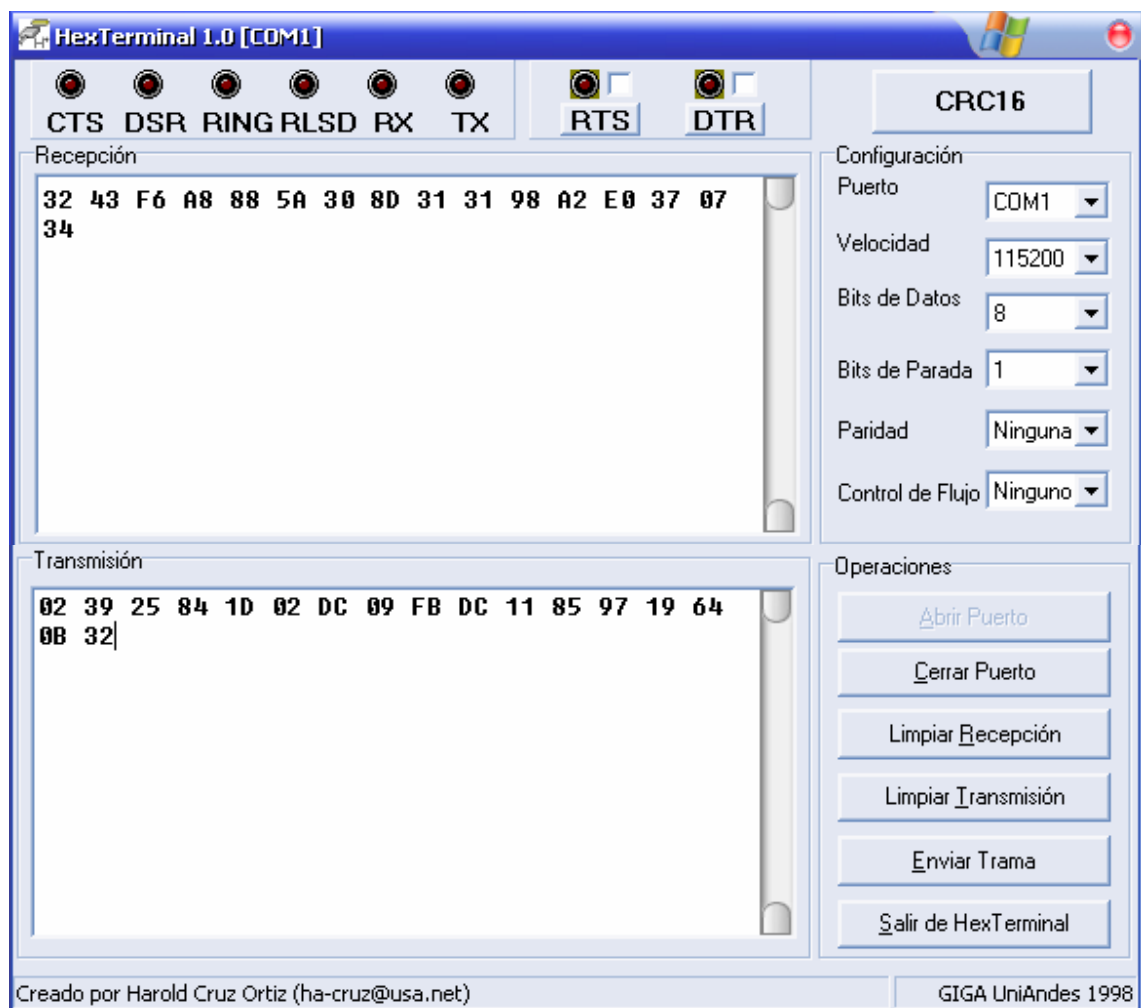 HexTerminal 1.0 [COM1]
CTS DSR RING RLSD RX TX RTS DTR
CRC16
Recepción
32 43 F6 A8 88 5A 30 8D 31 31 98 A2 E0 37 07
34
Configuración
Puerto COM1
Velocidad 115200
Bits de Datos 8
Bits de Parada 1
Paridad Ninguna
Control de Flujo Ninguno
Transmisión
02 39 25 84 1D 02 DC 09 FB DC 11 85 97 19 64
0B 32
Operaciones
Abrir Puerto
Cerrar Puerto
Limpiar Recepción
Limpiar Transmisión
Enviar Trama
Salir de HexTerminal
Creado por Harold Cruz Ortiz (ha-cruz@usa.net)
GIGA UniAndes 1998